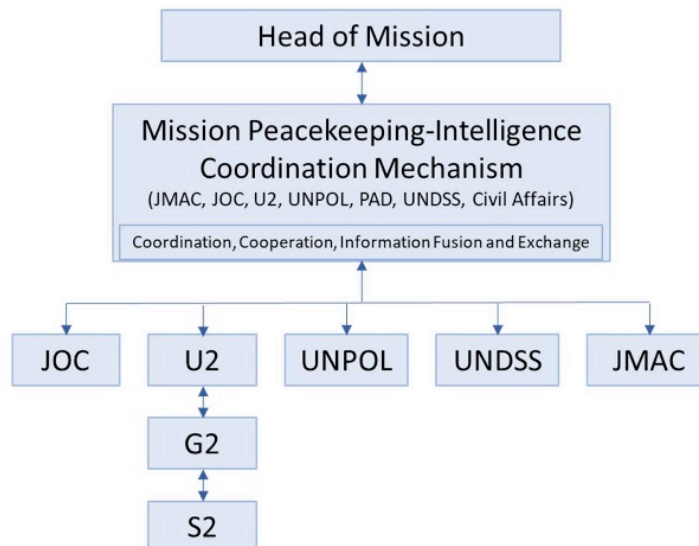 Head of Mission
Mission Peacekeeping-Intelligence
Coordination Mechanism
(JMAC, JOC, U2, UNPOL, PAD, UNDSS, Civil Affairs)
Coordination, Cooperation, Information Fusion and Exchange
JOC
U2
UNPOL
UNDSS
JMAC
G2
S2